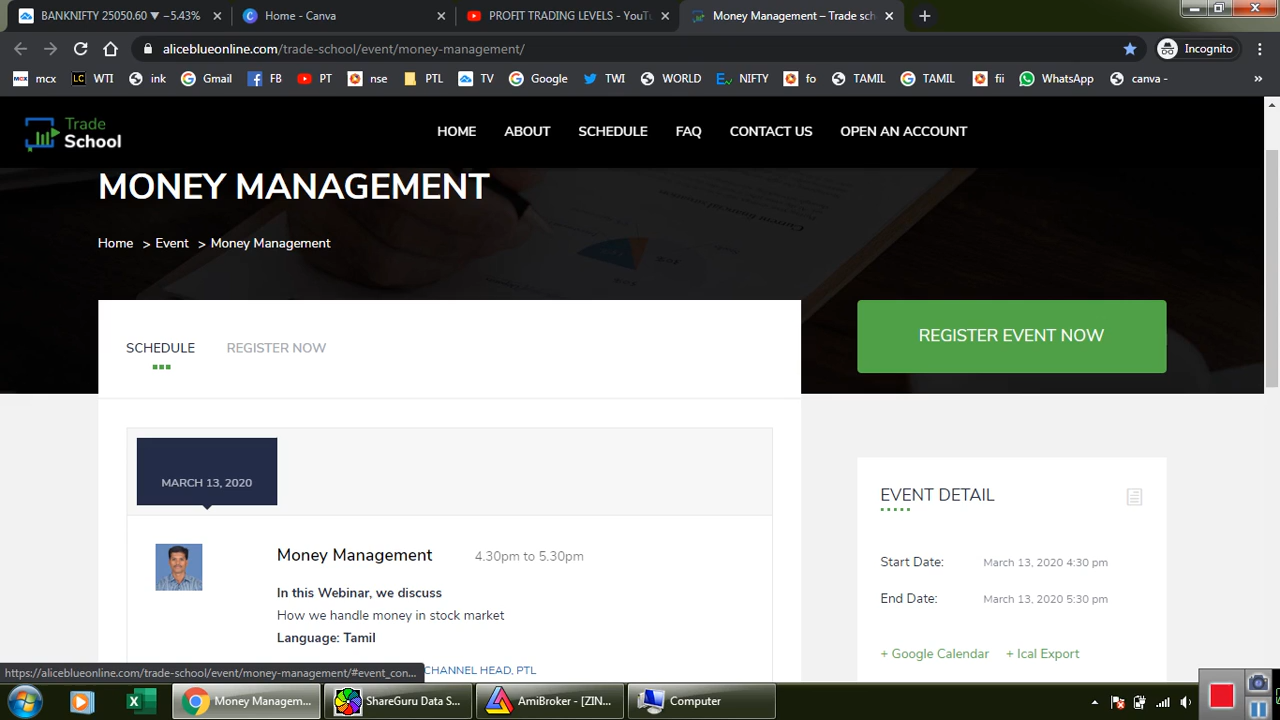 BANKNIFTY 25050.60 ▼ −5.43%
Home - Canva
PROFIT TRADING LEVELS - YouTu
Money Management – Trade sch
aliceblueonline.com/trade-school/event/money-management/
Incognito
mcx
WTI
ink
Gmail
FB
PT
nse
PTL
TV
Google
TWI
WORLD
NIFTY
fo
TAMIL
TAMIL
fii
WhatsApp
canva -
Trade
School
HOME
ABOUT
SCHEDULE
FAQ
CONTACT US
OPEN AN ACCOUNT
MONEY MANAGEMENT
Home > Event > Money Management
SCHEDULE
REGISTER NOW
REGISTER EVENT NOW
MARCH 13, 2020
Money Management
4.30pm to 5.30pm
In this Webinar, we discuss
How we handle money in stock market
Language: Tamil
CHANNEL HEAD, PTL
EVENT DETAIL
Start Date: March 13, 2020 4:30 pm
End Date: March 13, 2020 5:30 pm
+ Google Calendar
+ Ical Export
https://aliceblueonline.com/trade-school/event/money-management/#event_con...
Money Managem...
ShareGuru Data S...
AmiBroker - [ZIN...
Computer